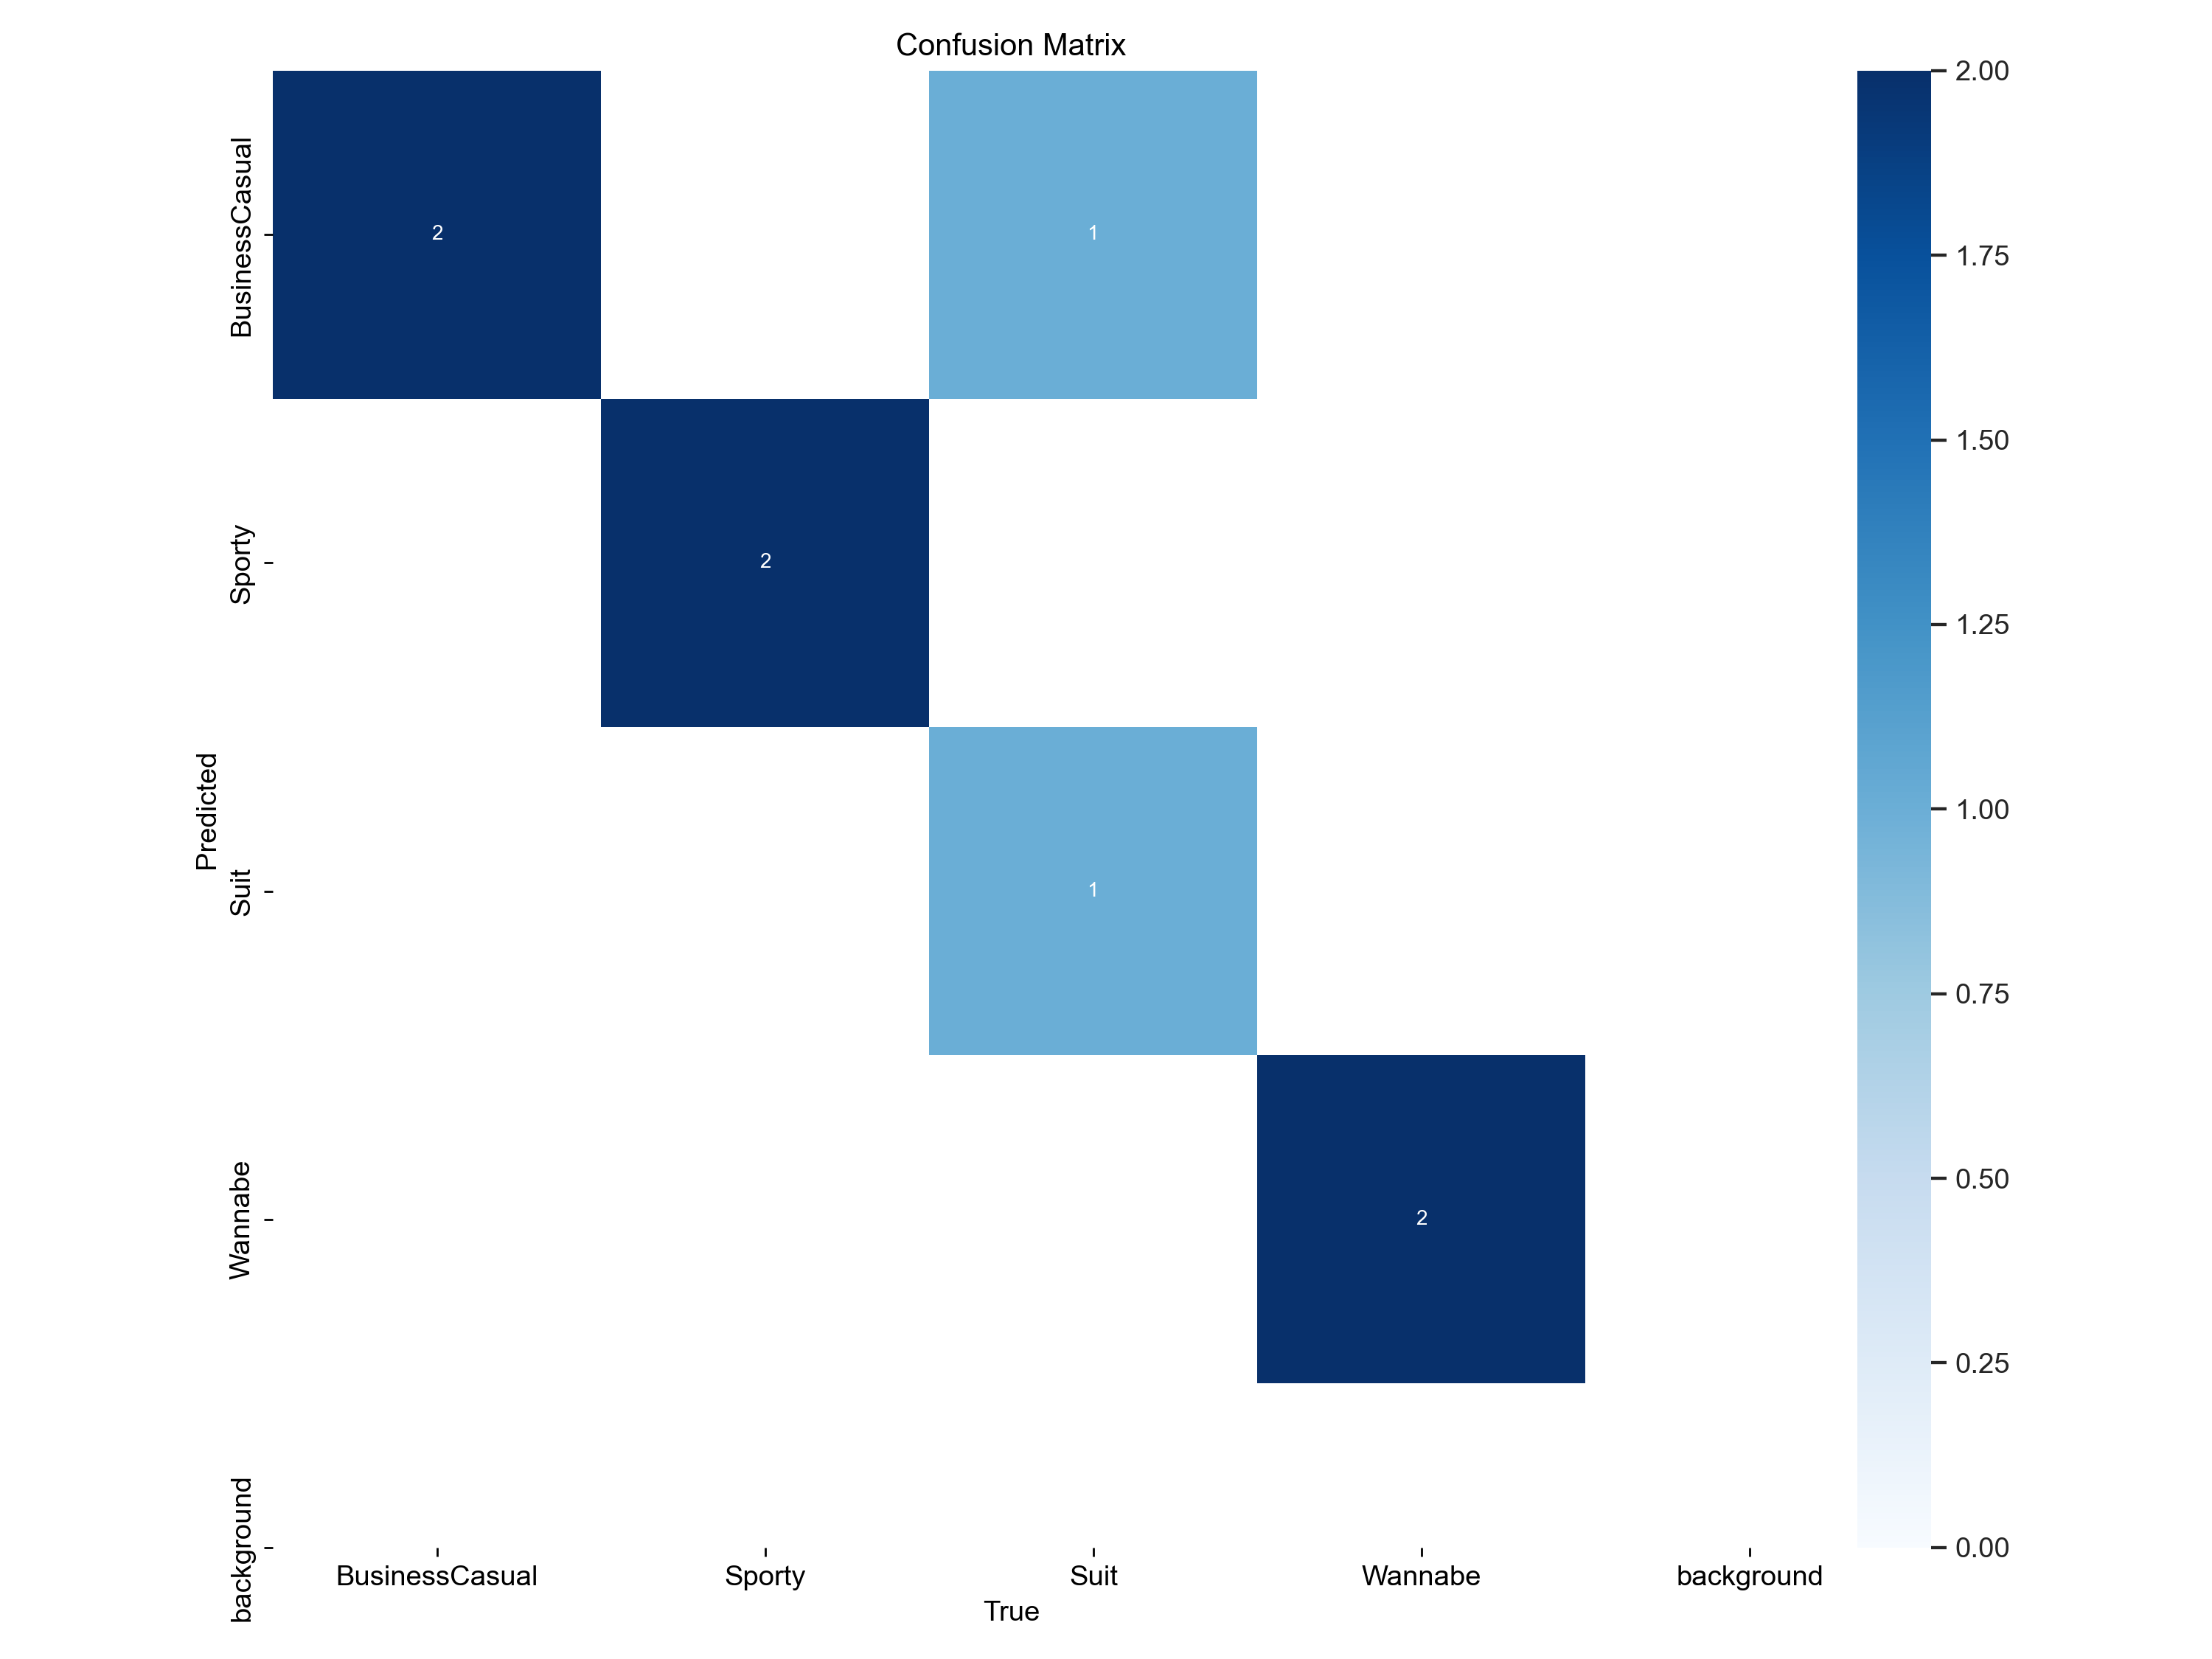 Confusion Matrix
BusinessCasual
Sporty
Suit
Wannabe
background
Predicted
2
1
2
1
2
BusinessCasual Sporty Suit Wannabe background
True
2.00
1.75
1.50
1.25
1.00
0.75
0.50
0.25
0.00